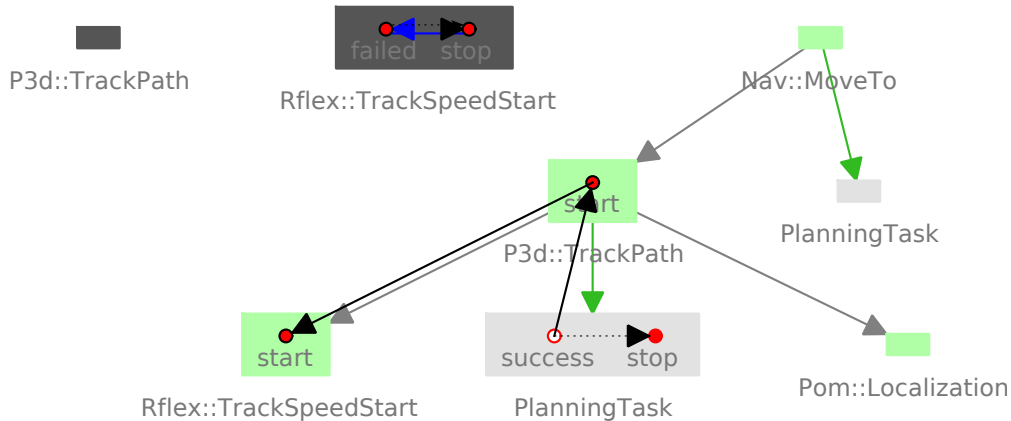 failed stop
P3d::TrackPath
Rflex::TrackSpeedStart
Nav::MoveTo
start
PlanningTask
P3d::TrackPath
start
success stop
Rflex::TrackSpeedStart
PlanningTask
Pom::Localization